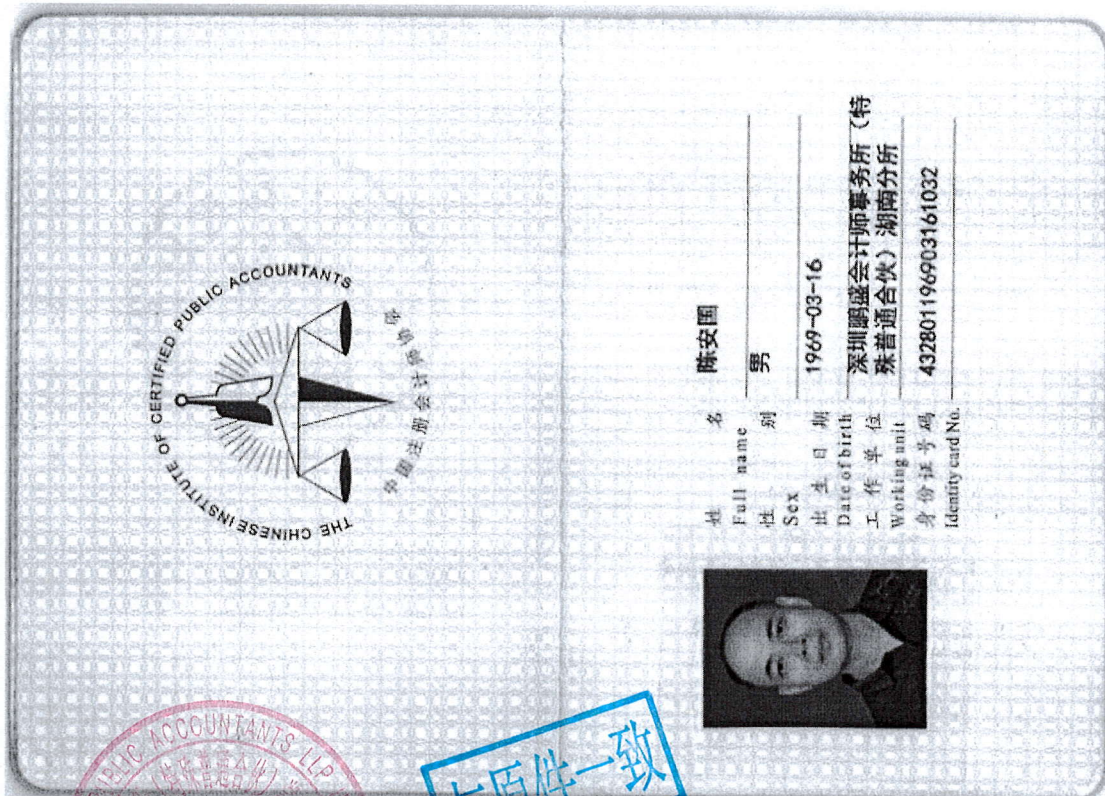 THE CHINESE INSTITUTE OF CERTIFIED PUBLIC ACCOUNTANTS
中国注册会计师协会
姓 名 陈安国
Full name
性 别 男
Sex
出 生 日 期 1969-03-16
Date of birth
工 作 单 位 深圳鹏盛会计师事务所（特
殊普通合伙）湖南分所
Working unit
身 份 证 号 码 432801196903161032
Identity card No.
PUBLIC ACCOUNTANTS LLP
原件一致